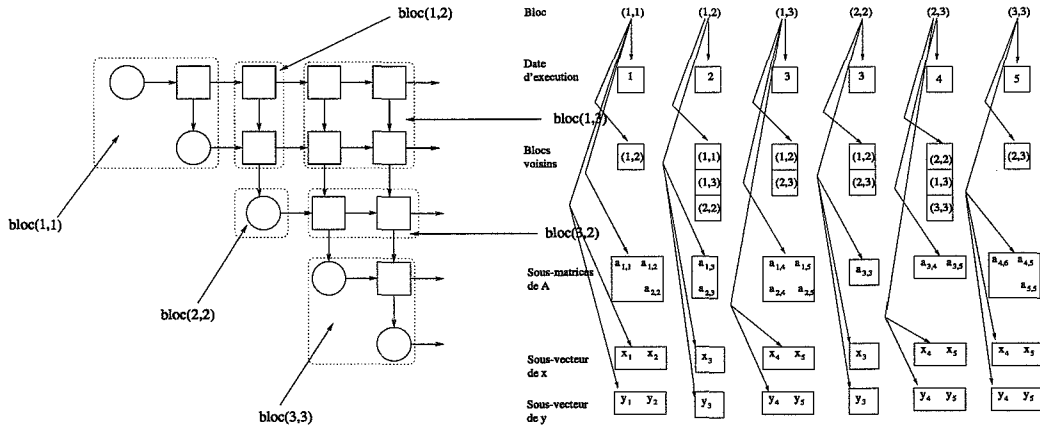 bloc(1,2)
bloc(1,3)
bloc(1,1)
bloc(3,2)
bloc(2,2)
bloc(3,3)
Bloc (1,1) (1,2) (1,3) (2,2) (2,3) (3,3)
Date
d'execution
1 2 3 3 4 5
Blocs
voisins
(1,2) (1,1) (1,2) (1,2) (2,2) (2,3)
(1,3) (2,3) (2,3) (1,3)
(2,2) (3,3)
Sous-matrices
de A
a1,1 a1,2 a1,3 a1,4 a1,5 a3,3 a3,4 a3,5 a4,6 a4,5
a2,2 a2,3 a2,4 a2,5 a5,5
Sous-vecteur
de x
x1 x2 x3 x4 x5 x3 x4 x5 x4 x5
Sous-vecteur
de y
y1 y2 y3 y4 y5 y3 y4 y5 y4 y5